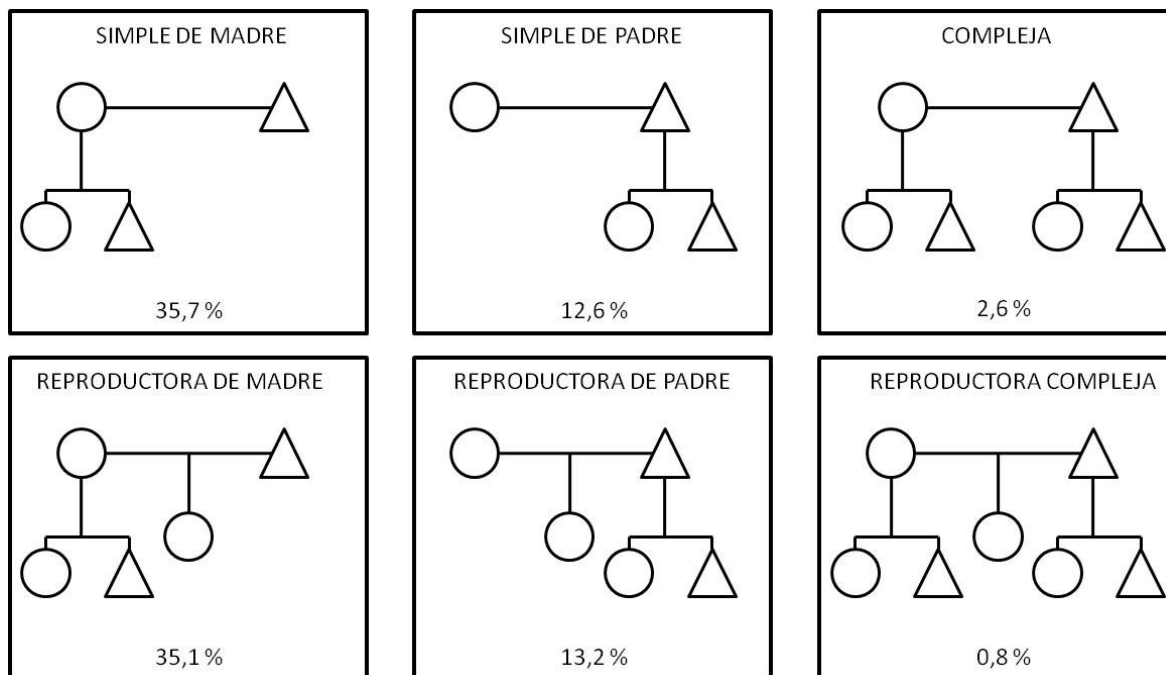 SIMPLE DE MADRE
35,7 %
SIMPLE DE PADRE
12,6 %
COMPLEJA
2,6 %
REPRODUCTORA DE MADRE
35,1 %
REPRODUCTORA DE PADRE
13,2 %
REPRODUCTORA COMPLEJA
0,8 %